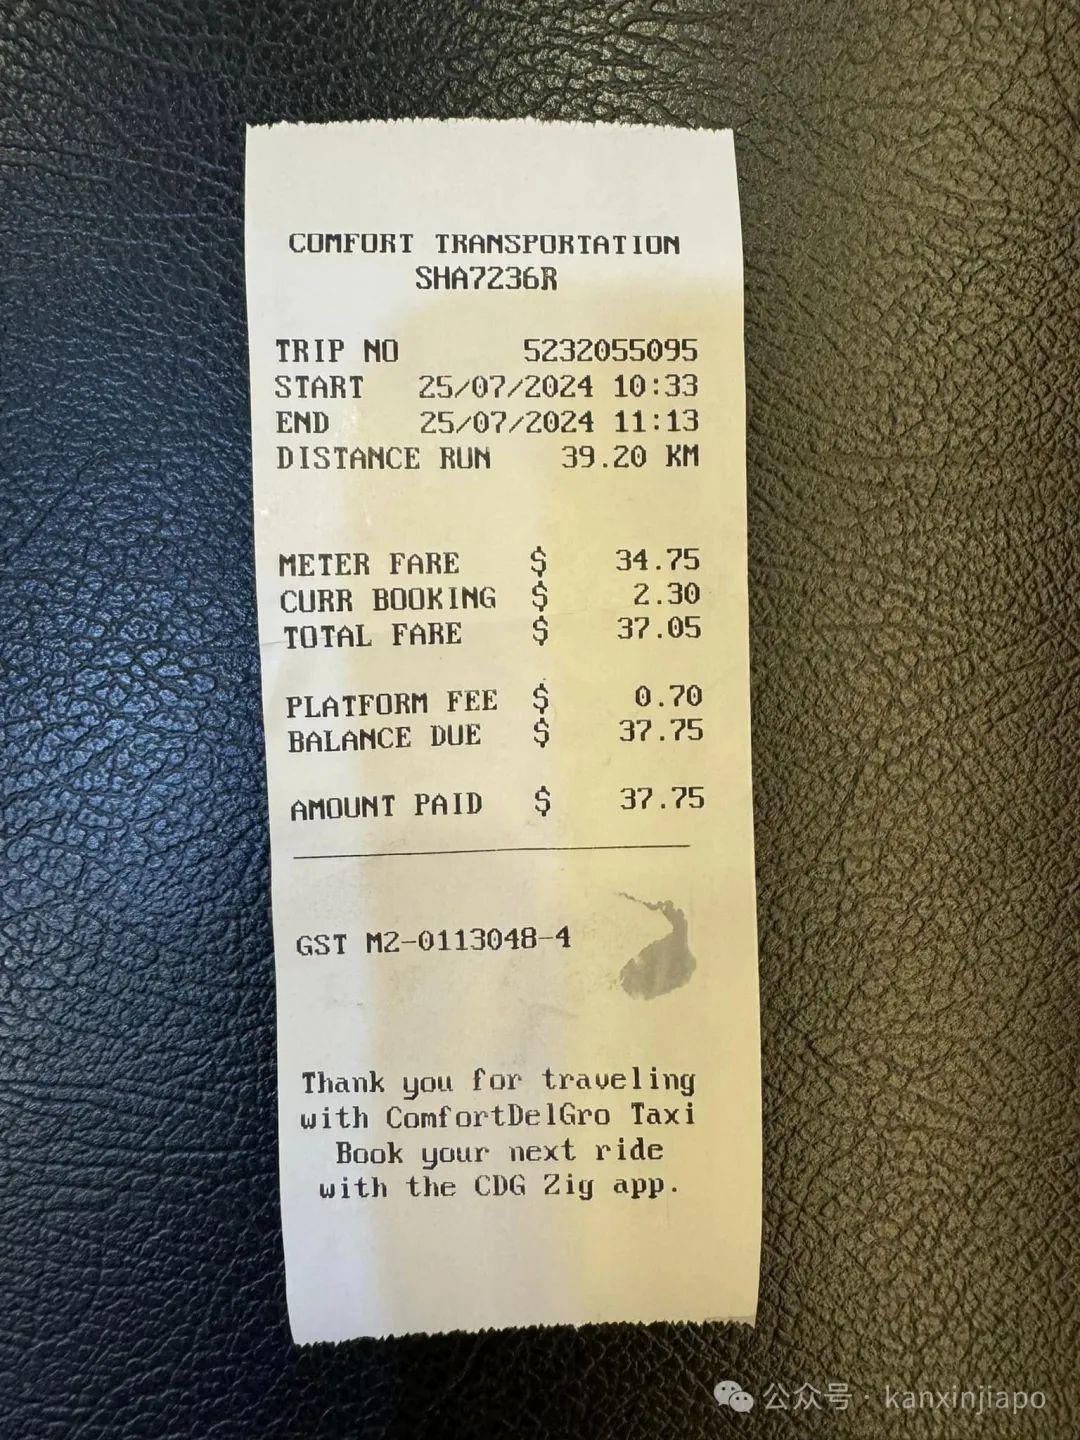 COMFORT TRANSPORTATION
SHA7236R
TRIP NO 5232055095
START 25/07/2024 10:33
END 25/07/2024 11:13
DISTANCE RUN 39.20 KM
METER FARE $ 34.75
CURR BOOKING $ 2.30
TOTAL FARE $ 37.05
PLATFORM FEE $ 0.70
BALANCE DUE $ 37.75
AMOUNT PAID $ 37.75
GST M2-0113048-4
Thank you for traveling
with ComfortDelGro Taxi
Book your next ride
with the CDG Zig app.
公众号 · kanxinjiapo